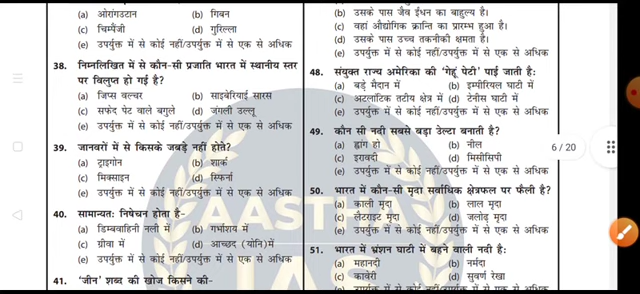 (a) ओरांगउटान (b) गिबन
(c) चिम्पैंजी (d) गुरिल्ला
(e) उपर्युक्त में से कोई नहीं/उपर्युक्त में से एक से अधिक
38. निम्नलिखित में से कौन-सी प्रजाति भारत में स्थानीय स्तर
पर विलुप्त हो गई है?
(a) जिप्स वल्चर (b) साइबेरियाई सारस
(c) सफेद पेट वाले बगुले (d) जंगली उल्लू
(e) उपर्युक्त में से कोई नहीं/उपर्युक्त में से एक से अधिक
39. जानवरों में से किसके जबड़े नहीं होते?
(a) ट्राइगोन (b) शार्क
(c) मिक्साइन (d) स्फिर्ना
(e) उपर्युक्त में से कोई नहीं/उपर्युक्त में से एक से अधिक
40. सामान्यतः निषेचन होता है-
(a) डिम्बवाहिनी नली में (b) गर्भाशय में
(c) ग्रीवा में (d) आच्छद (योनि)में
(e) उपर्युक्त में से कोई नहीं/उपर्युक्त में से एक से अधिक
41. 'जीन' शब्द की खोज किसने की-
(b) उसके पास जैव ईंधन का बाहुल्य है।
(c) वहां औद्योगिक क्रान्ति का प्रारम्भ हुआ है।
(d) उसके पास उच्च तकनीकी क्षमता है।
(e) उपर्युक्त में से कोई नहीं/उपर्युक्त में से एक से अधिक
48. संयुक्त राज्य अमेरिका की 'गेहूं पेटी' पाई जाती है:
(a) बड़े मैदान में (b) इम्पीरियल घाटी में
(c) अटलांटिक तटीय क्षेत्र में (d) टेनीस घाटी में
(e) उपर्युक्त में से कोई नहीं/उपर्युक्त में से एक से अधिक
49. कौन सी नदी सबसे बड़ा डेल्टा बनाती है?
(a) ह्वांग हो (b) नील
(c) इरावदी (d) मिसीसिपी
(e) उपर्युक्त में से कोई नहीं/उपर्युक्त में से एक से अधिक
50. भारत में कौन-सी मृदा सर्वाधिक क्षेत्रफल पर फैली है?
(a) काली मृदा (b) लाल मृदा
(c) लैटराइट मृदा (d) जलोढ़ मृदा
(e) उपर्युक्त में से कोई नहीं/उपर्युक्त में से एक से अधिक
51. भारत में भ्रंशन घाटी में बहने वाली नदी है:
(a) महानदी (b) नर्मदा
(c) कावेरी (d) सुवर्ण रेखा
6 / 20
AASTHA
IAS